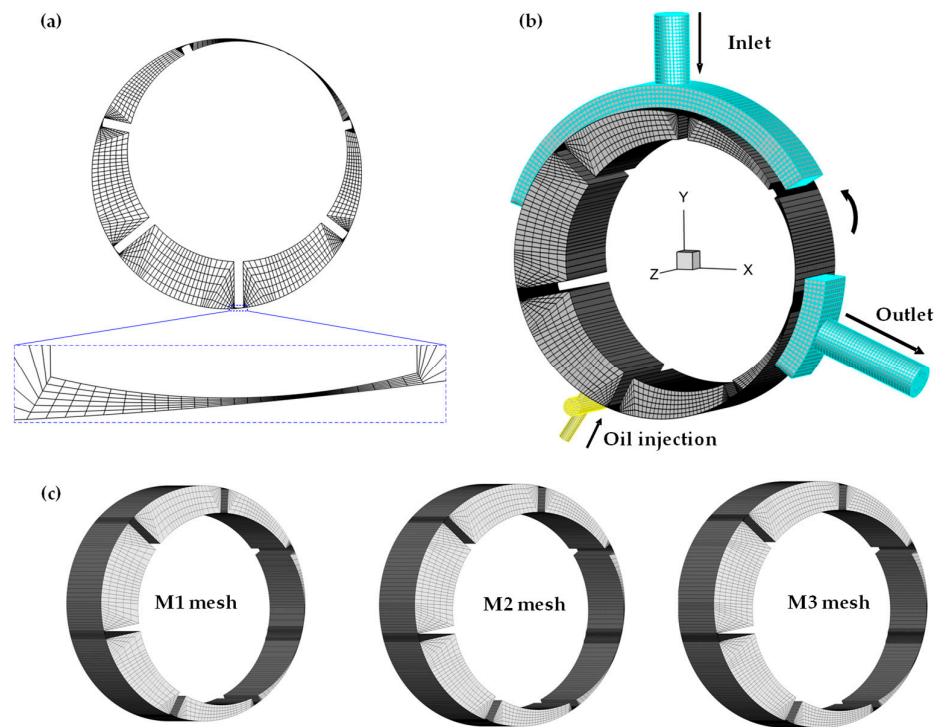 (a)
(b)
Inlet
Y
Z
X
Outlet
Oil injection
(c)
M1 mesh
M2 mesh
M3 mesh